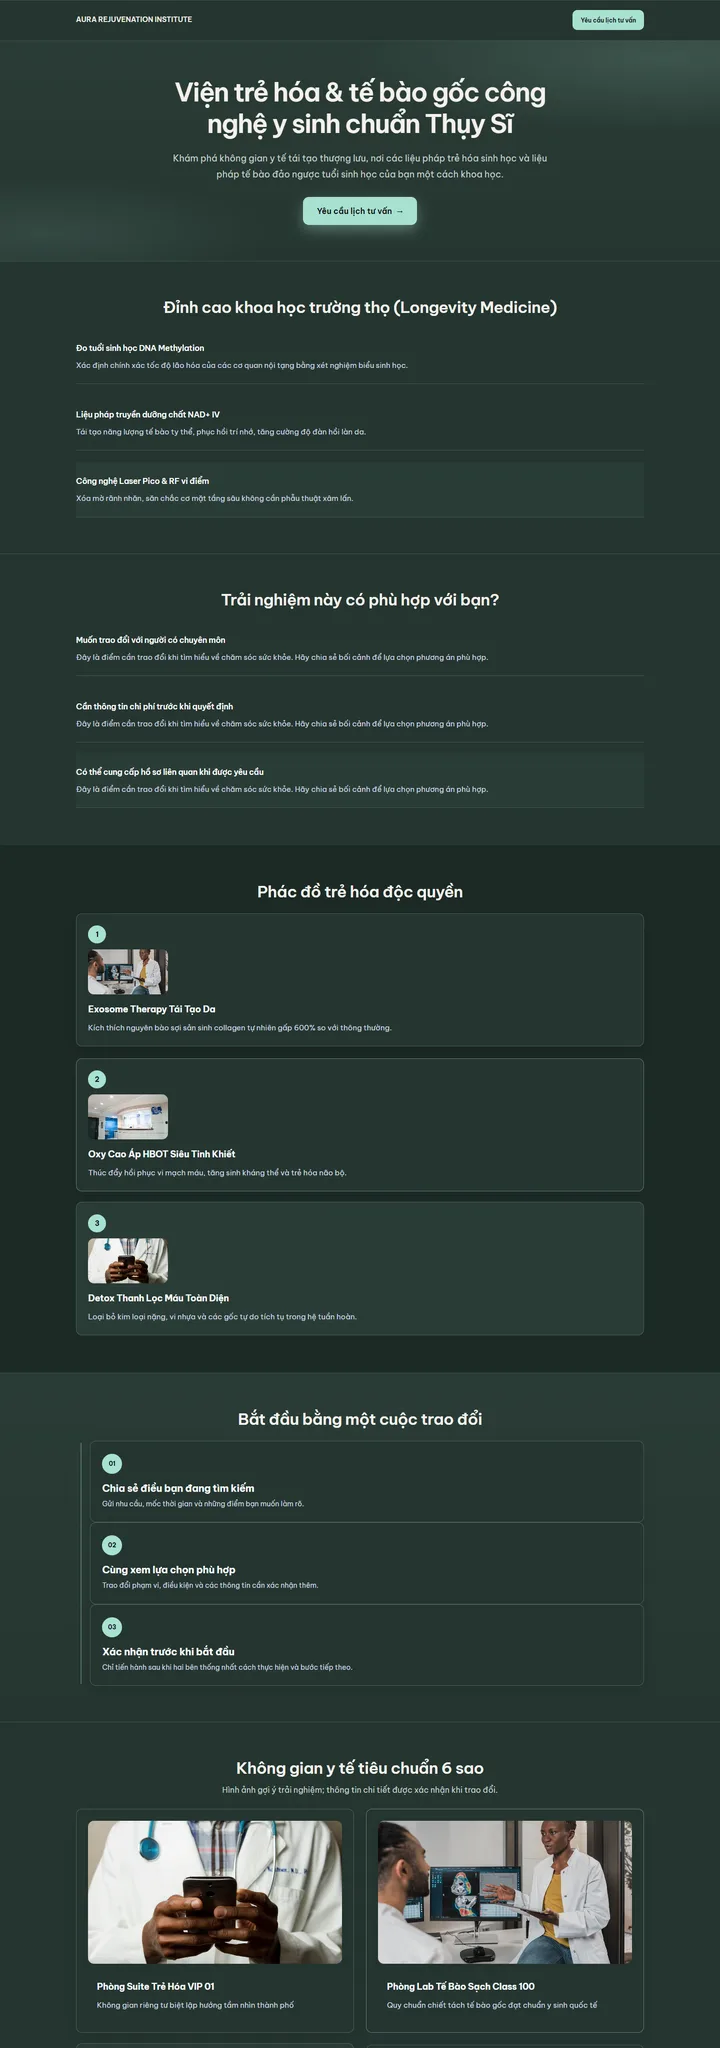 AURA REJUVENATION INSTITUTE
Yêu cầu lịch tư vấn
Viện trẻ hóa & tế bào gốc công
nghệ y sinh chuẩn Thụy Sĩ
Khám phá không gian y tế tái tạo thượng lưu, nơi các liệu pháp trẻ hóa sinh học và liệu
pháp tế bào đảo ngược tuổi sinh học của bạn một cách khoa học.
Yêu cầu lịch tư vấn →
Đỉnh cao khoa học trường thọ (Longevity Medicine)
Đo tuổi sinh học DNA Methylation
Xác định chính xác tốc độ lão hóa của các cơ quan nội tạng bằng xét nghiệm biểu sinh học.
Liệu pháp truyền dưỡng chất NAD+ IV
Tái tạo năng lượng tế bào ty thể, phục hồi trí nhớ, tăng cường độ đàn hồi làn da.
Công nghệ Laser Pico & RF vi điểm
Xóa mờ rãnh nhăn, săn chắc cơ mặt tầng sâu không cần phẫu thuật xâm lấn.
Trải nghiệm này có phù hợp với bạn?
Muốn trao đổi với người có chuyên môn
Đây là điểm cần trao đổi khi tìm hiểu về chăm sóc sức khỏe. Hãy chia sẻ bối cảnh để lựa chọn phương án phù hợp.
Cần thông tin chi phí trước khi quyết định
Đây là điểm cần trao đổi khi tìm hiểu về chăm sóc sức khỏe. Hãy chia sẻ bối cảnh để lựa chọn phương án phù hợp.
Có thể cung cấp hồ sơ liên quan khi được yêu cầu
Đây là điểm cần trao đổi khi tìm hiểu về chăm sóc sức khỏe. Hãy chia sẻ bối cảnh để lựa chọn phương án phù hợp.
Phác đồ trẻ hóa độc quyền
1
Exosome Therapy Tái Tạo Da
Kích thích nguyên bào sợi sản sinh collagen tự nhiên gấp 600% so với thông thường.
2
Oxy Cao Áp HBOT Siêu Tinh Khiết
Thúc đẩy hồi phục vi mạch máu, tăng sinh kháng thể và trẻ hóa não bộ.
3
Detox Thanh Lọc Máu Toàn Diện
Loại bỏ kim loại nặng, vi nhựa và các gốc tự do tích tụ trong hệ tuần hoàn.
Bắt đầu bằng một cuộc trao đổi
01
Chia sẻ điều bạn đang tìm kiếm
Gửi nhu cầu, mốc thời gian và những điểm bạn muốn làm rõ.
02
Cùng xem lựa chọn phù hợp
Trao đổi phạm vi, điều kiện và các thông tin cần xác nhận thêm.
03
Xác nhận trước khi bắt đầu
Chỉ tiến hành sau khi hai bên thống nhất cách thực hiện và bước tiếp theo.
Không gian y tế tiêu chuẩn 6 sao
Hình ảnh gợi ý trải nghiệm; thông tin chi tiết được xác nhận khi trao đổi.
Phòng Suite Trẻ Hóa VIP 01
Không gian riêng tư biệt lập hướng tầm nhìn thành phố
Phòng Lab Tế Bào Sạch Class 100
Quy chuẩn chiết tách tế bào gốc đạt chuẩn y sinh quốc tế